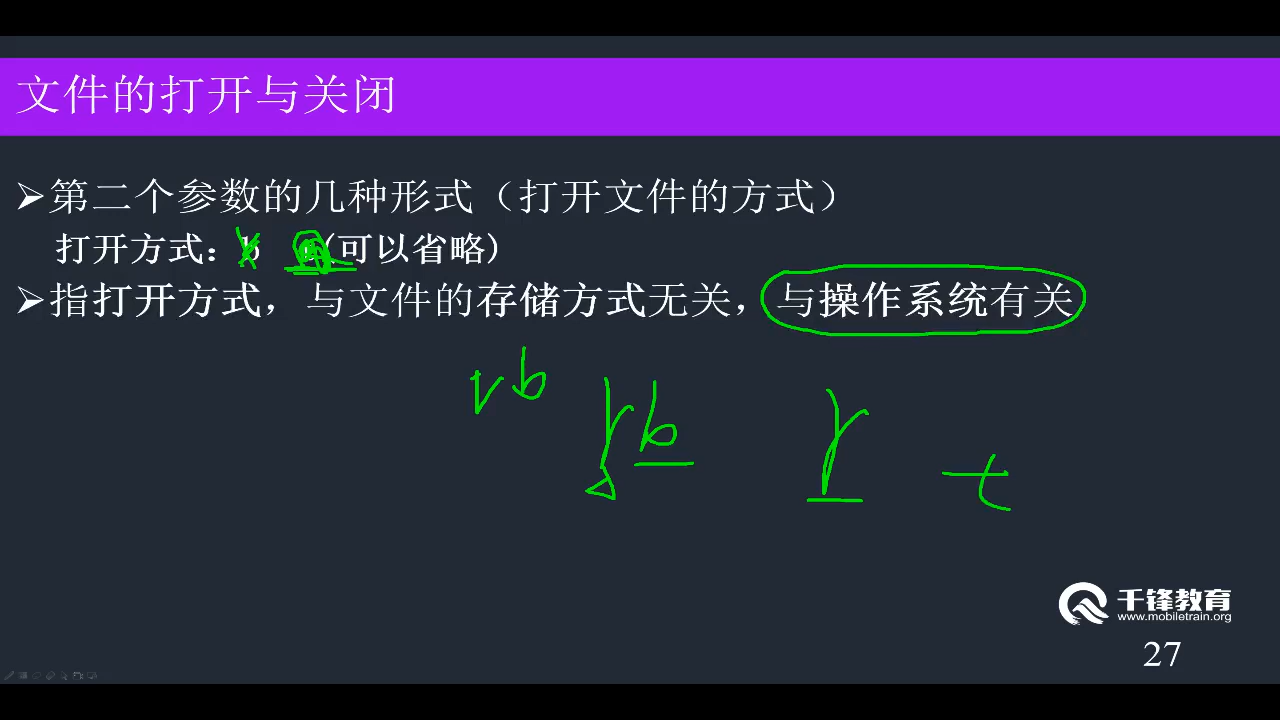 文件的打开与关闭
➢第二个参数的几种形式（打开文件的方式）
打开方式：b (可以省略)
➢指打开方式，与文件的存储方式无关，与操作系统有关
rb rb r t
千锋教育
www.mobiletrain.org
27